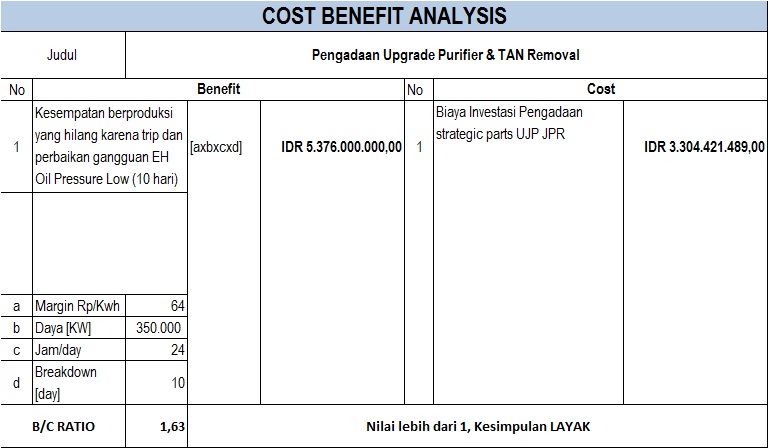 COST BENEFIT ANALYSIS
Judul Pengadaan Upgrade Purifier & TAN Removal
No Benefit No Cost
1 Kesempatan berproduksi yang hilang karena trip dan perbaikan gangguan EH Oil Pressure Low (10 hari) [axbxcxd] IDR 5.376.000.000,00 1 Biaya Investasi Pengadaan strategic parts UJP JPR IDR 3.304.421.489,00
a Margin Rp/Kwh 64
b Daya [KW] 350.000
c Jam/day 24
d Breakdown [day] 10
B/C RATIO 1,63 Nilai lebih dari 1, Kesimpulan LAYAK